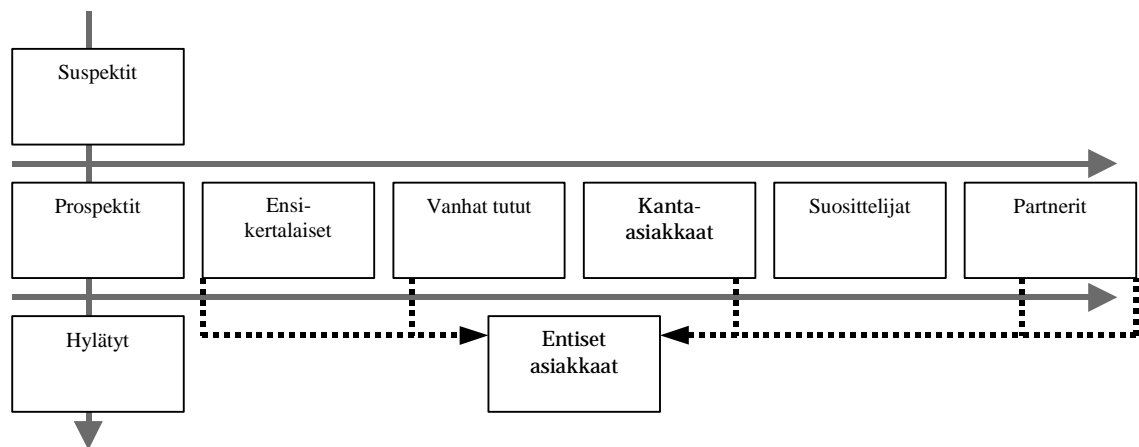 Suspektit
Prospektit
Ensi-
kertalaiset
Vanhat tutut
Kanta-
asiakkaat
Suosittelijat
Partnerit
Hylätyt
Entiset
asiakkaat